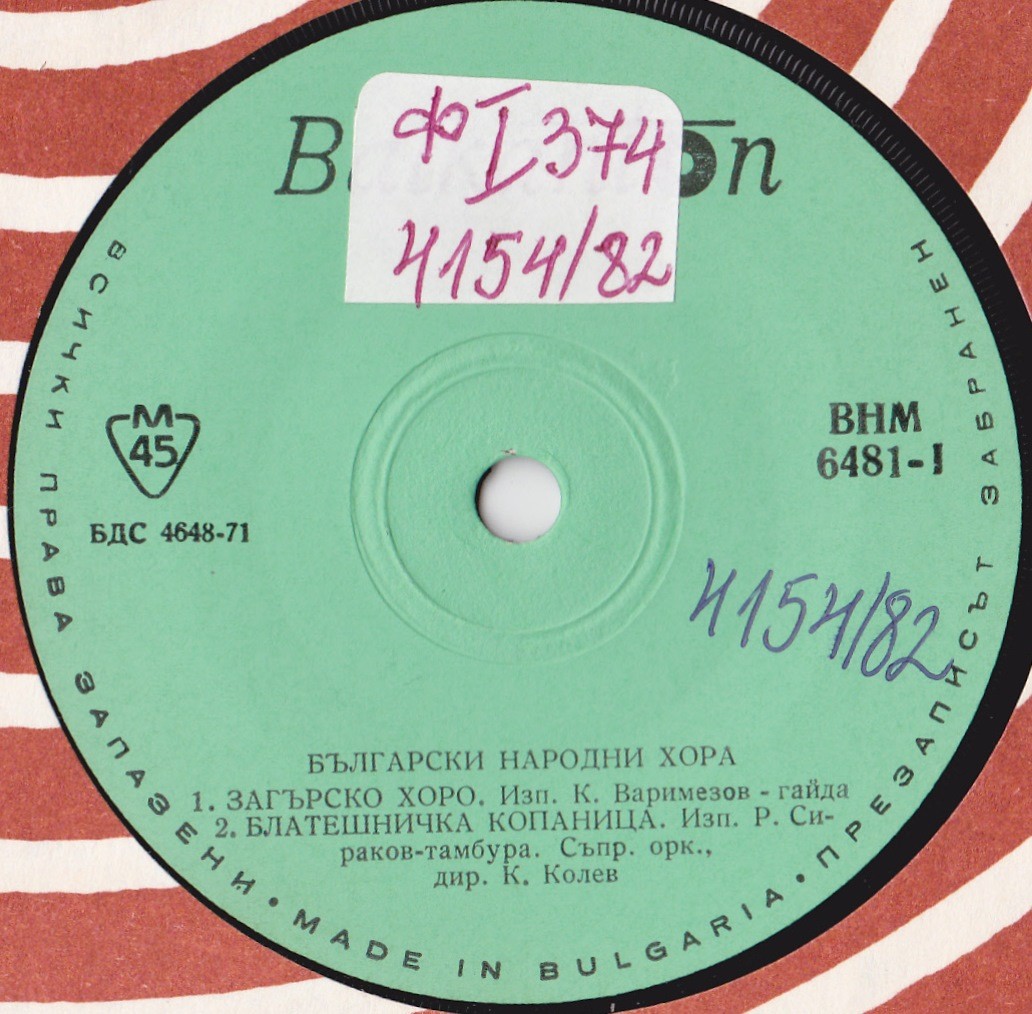 Ф I 374
4154/82
М
45
БДС 4648-71
ВНМ
6481-I
4154/82
БЪЛГАРСКИ НАРОДНИ ХОРА
1. ЗАГЪРСКО ХОРО. Изп. К. Варимезов - гайда
2. БЛАТЕШНИЧКА КОПАНИЦА. Изп. Р. Си-
раков-тамбура. Съпр. орк.,
дир. К. Колев
ВСИЧКИ ПРАВА ЗАПАЗЕНИ • MADE IN BULGARIA • ПРЕЗАПИСЪТ ЗАБРАНЕН